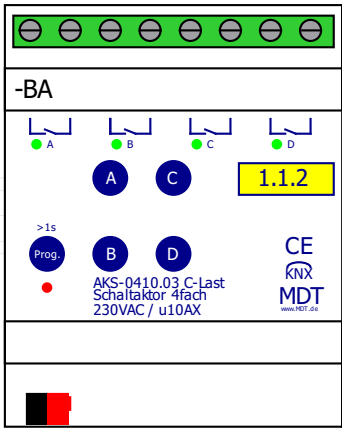 -BA
A B C D
A C
1.1.2
>1s
Prog. B D
CE
KNX
MDT
www.MDT.de
AKS-0410.03 C-Last
Schaltaktor 4fach
230VAC / u10AX